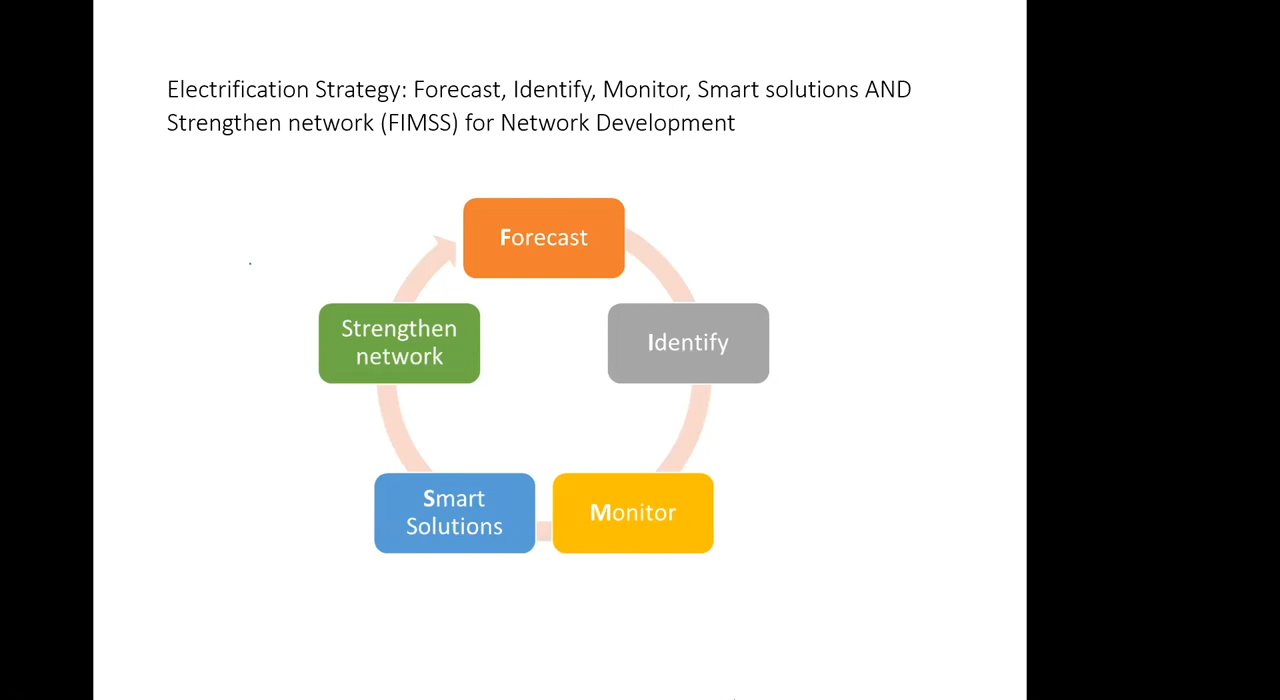 Electrification Strategy: Forecast, Identify, Monitor, Smart solutions AND
Strengthen network (FIMSS) for Network Development
Forecast
Identify
Monitor
Smart
Solutions
Strengthen
network